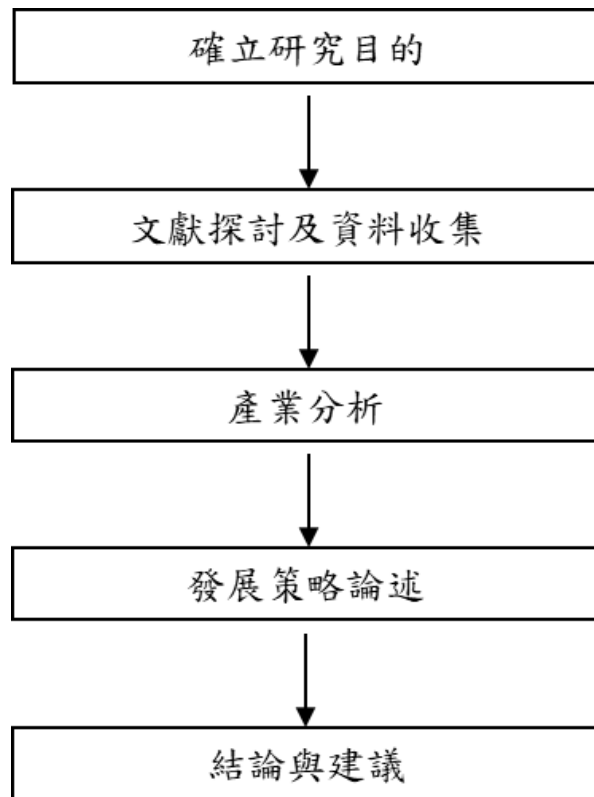 確立研究目的
文獻探討及資料收集
產業分析
發展策略論述
結論與建議